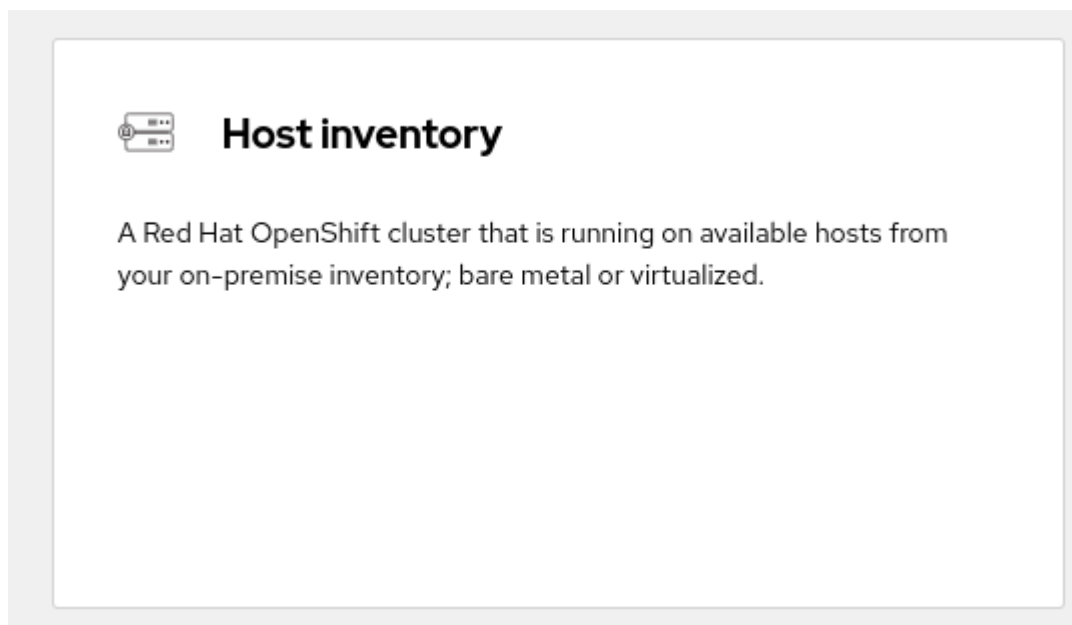 Host inventory
A Red Hat OpenShift cluster that is running on available hosts from
your on-premise inventory; bare metal or virtualized.